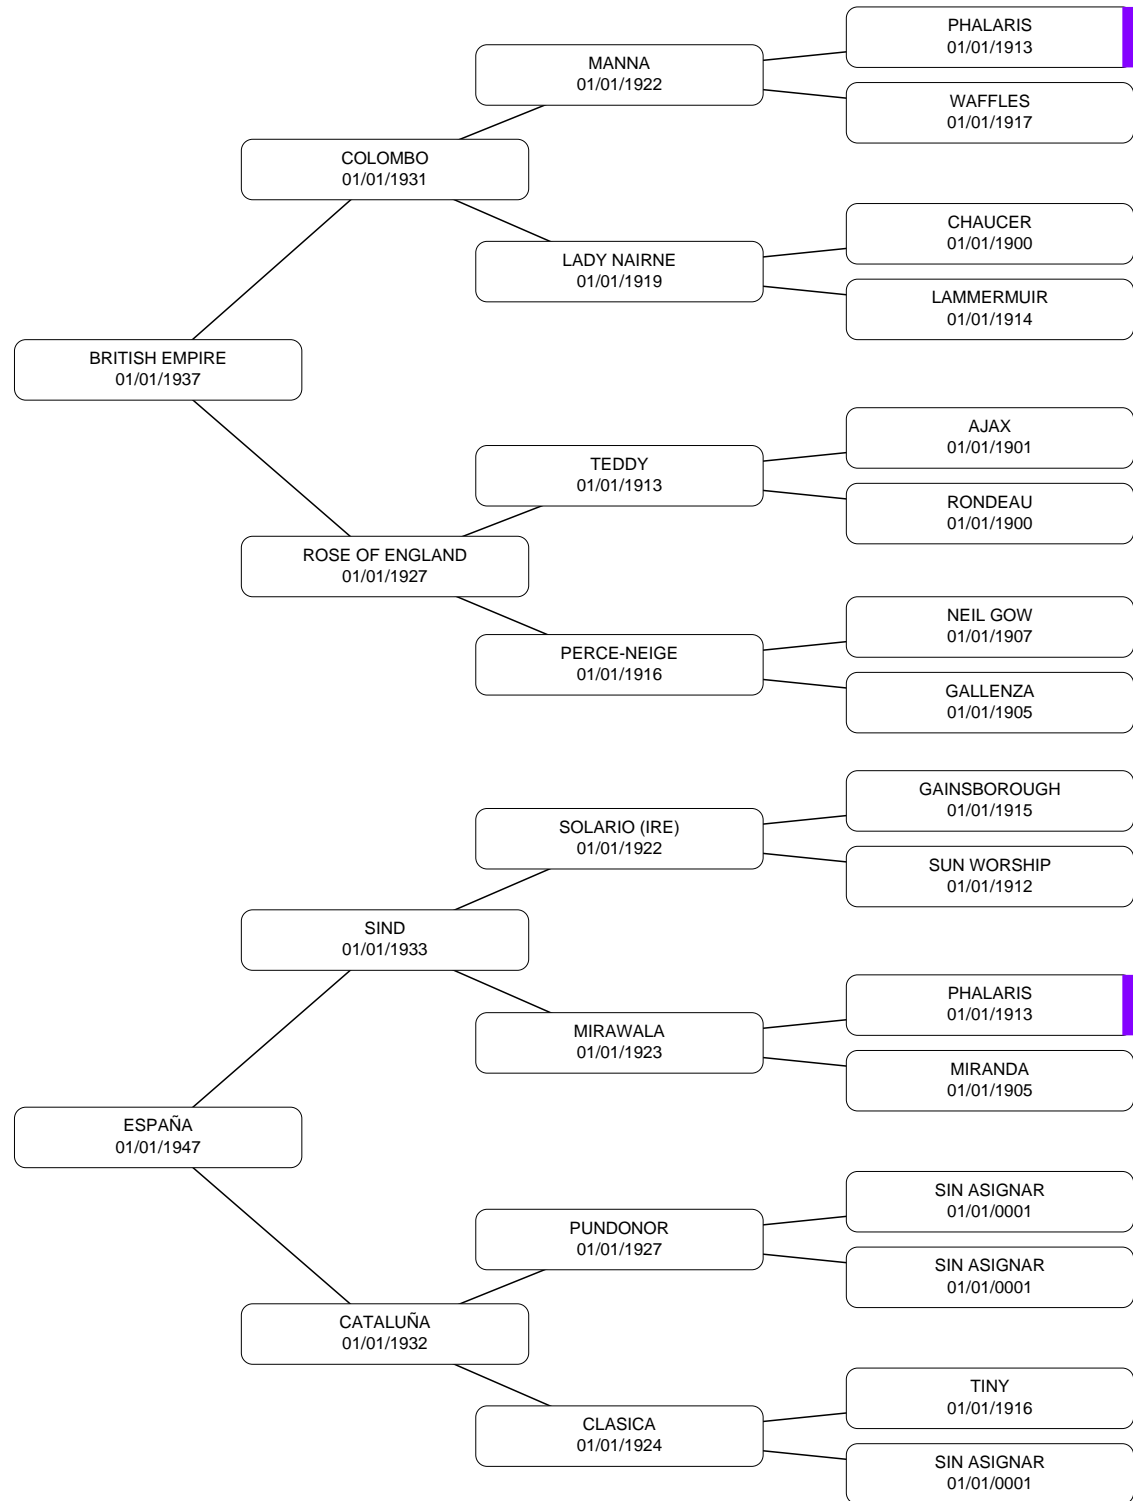 PHALARIS
01/01/1913
MANNA
01/01/1922
WAFFLES
01/01/1917
COLOMBO
01/01/1931
CHAUCER
01/01/1900
LADY NAIRNE
01/01/1919
LAMMERMUIR
01/01/1914
BRITISH EMPIRE
01/01/1937
AJAX
01/01/1901
TEDDY
01/01/1913
RONDEAU
01/01/1900
ROSE OF ENGLAND
01/01/1927
NEIL GOW
01/01/1907
PERCE-NEIGE
01/01/1916
GALLENZA
01/01/1905
GAINSBOROUGH
01/01/1915
SOLARIO (IRE)
01/01/1922
SUN WORSHIP
01/01/1912
SIND
01/01/1933
PHALARIS
01/01/1913
MIRAWALA
01/01/1923
MIRANDA
01/01/1905
ESPAÑA
01/01/1947
SIN ASIGNAR
01/01/0001
PUNDONOR
01/01/1927
SIN ASIGNAR
01/01/0001
CATALUÑA
01/01/1932
TINY
01/01/1916
CLASICA
01/01/1924
SIN ASIGNAR
01/01/0001